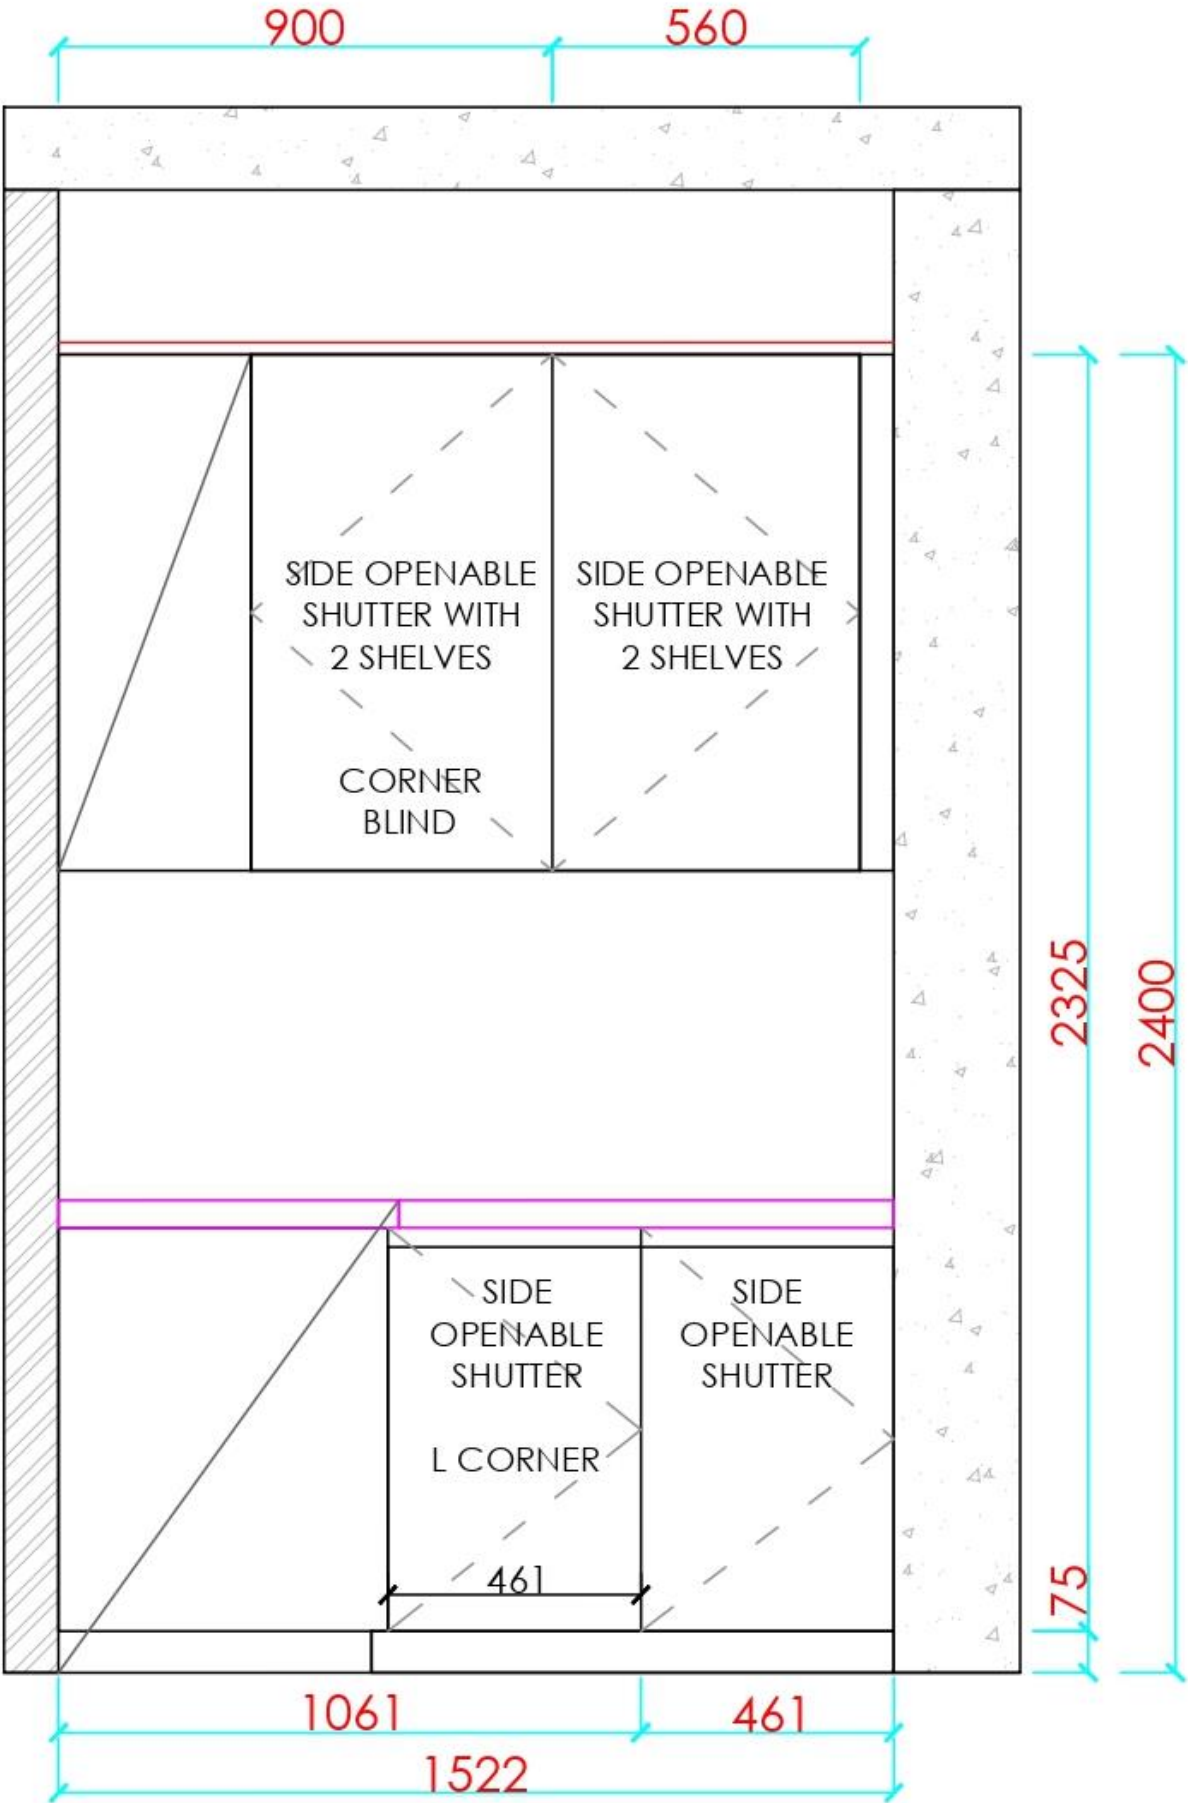 900
560
SIDE OPENABLE
SHUTTER WITH
2 SHELVES
CORNER
BLIND
SIDE OPENABLE
SHUTTER WITH
2 SHELVES
2325
2400
SIDE
OPENABLE
SHUTTER
L CORNER
SIDE
OPENABLE
SHUTTER
461
75
1061
461
1522